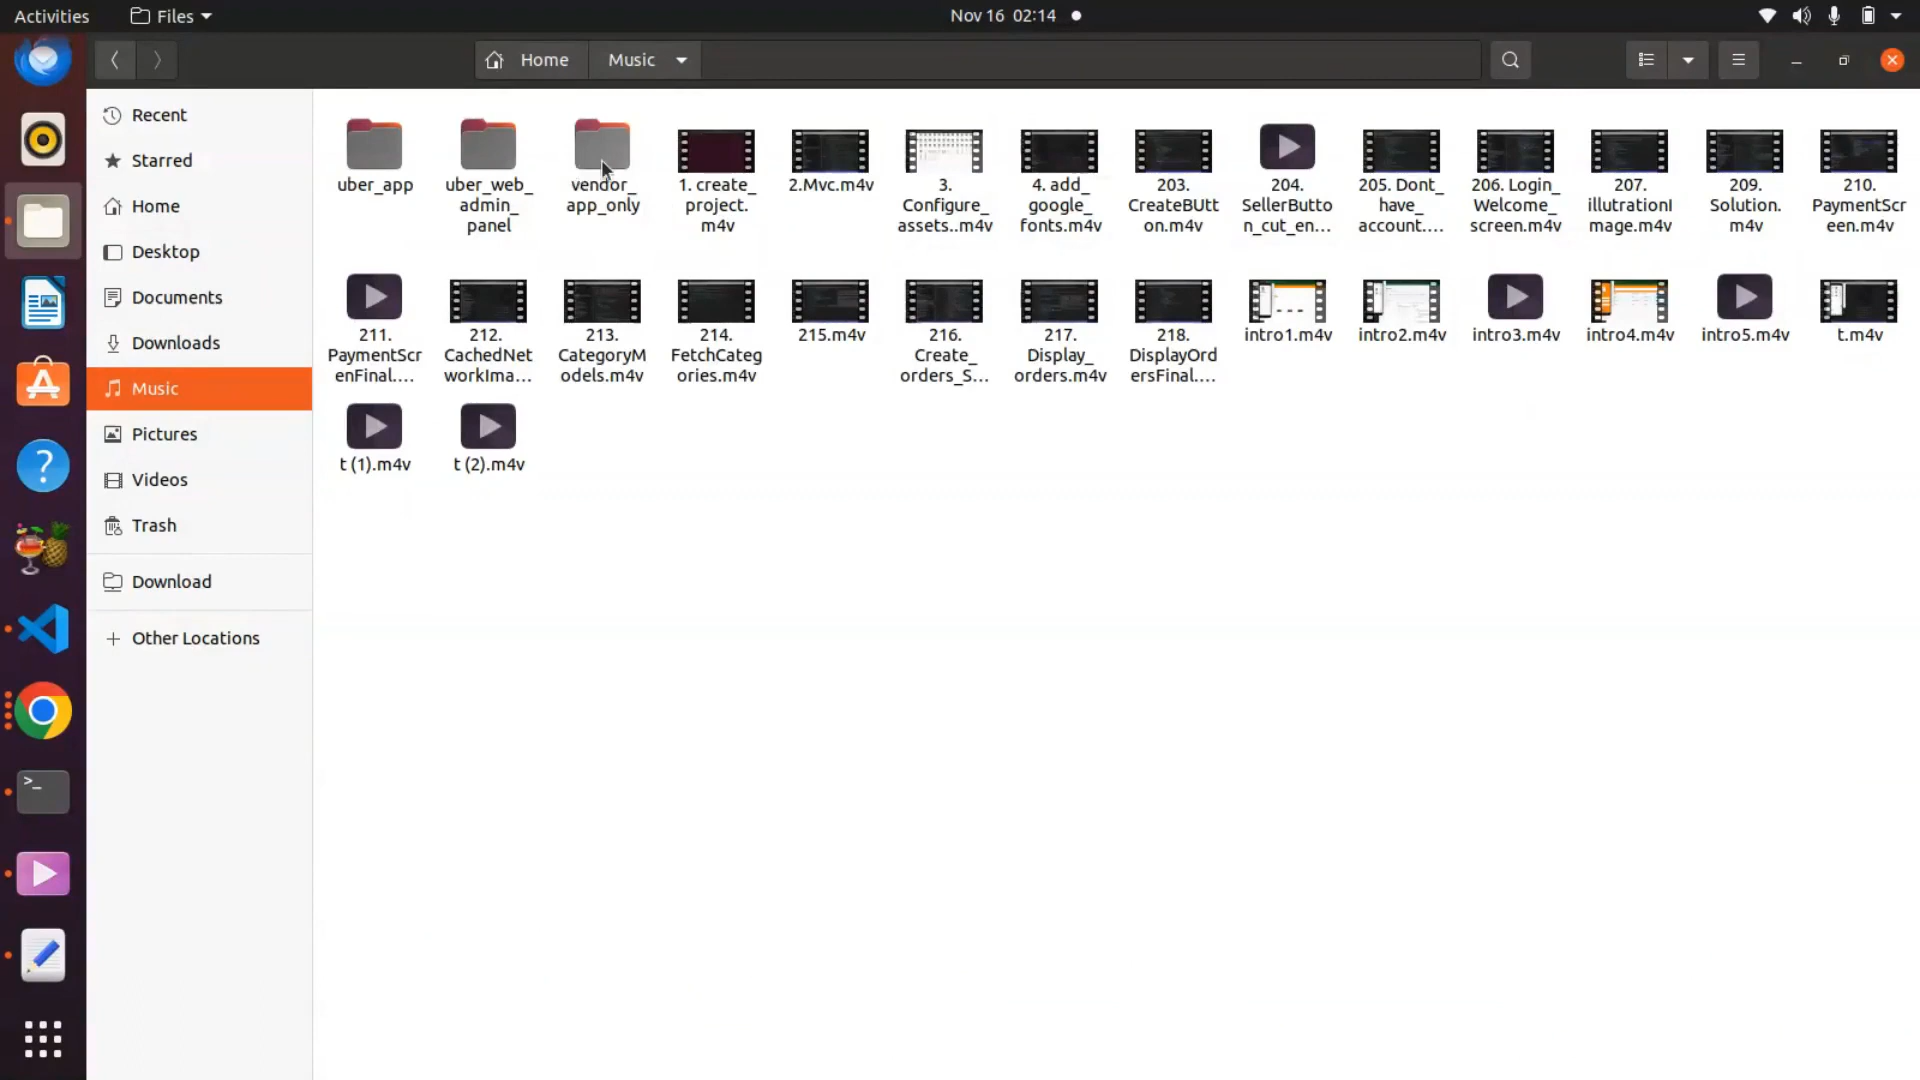 Activities
Files
Nov 16 02:14
Home
Music
Recent
Starred
Home
Desktop
Documents
Downloads
Music
Pictures
Videos
Trash
Download
Other Locations
uber_app
uber_web_
admin_
panel
vendor_
app_only
1. create_
project.
m4v
2.Mvc.m4v
3.
Configure_
assets..m4v
4. add_
google_
fonts.m4v
203.
CreateBUtt
on.m4v
204.
SellerButto
n_cut_en...
205. Dont_
have_
account....
206. Login_
Welcome_
screen.m4v
207.
illutrationI
mage.m4v
209.
Solution.
m4v
210.
PaymentScr
een.m4v
211.
PaymentScr
enFinal....
212.
CachedNet
workIma...
213.
CategoryM
odels.m4v
214.
FetchCateg
ories.m4v
215.m4v
216.
Create_
orders_S...
217.
Display_
orders.m4v
218.
DisplayOrd
ersFinal....
intro1.m4v
intro2.m4v
intro3.m4v
intro4.m4v
intro5.m4v
t.m4v
t (1).m4v
t (2).m4v